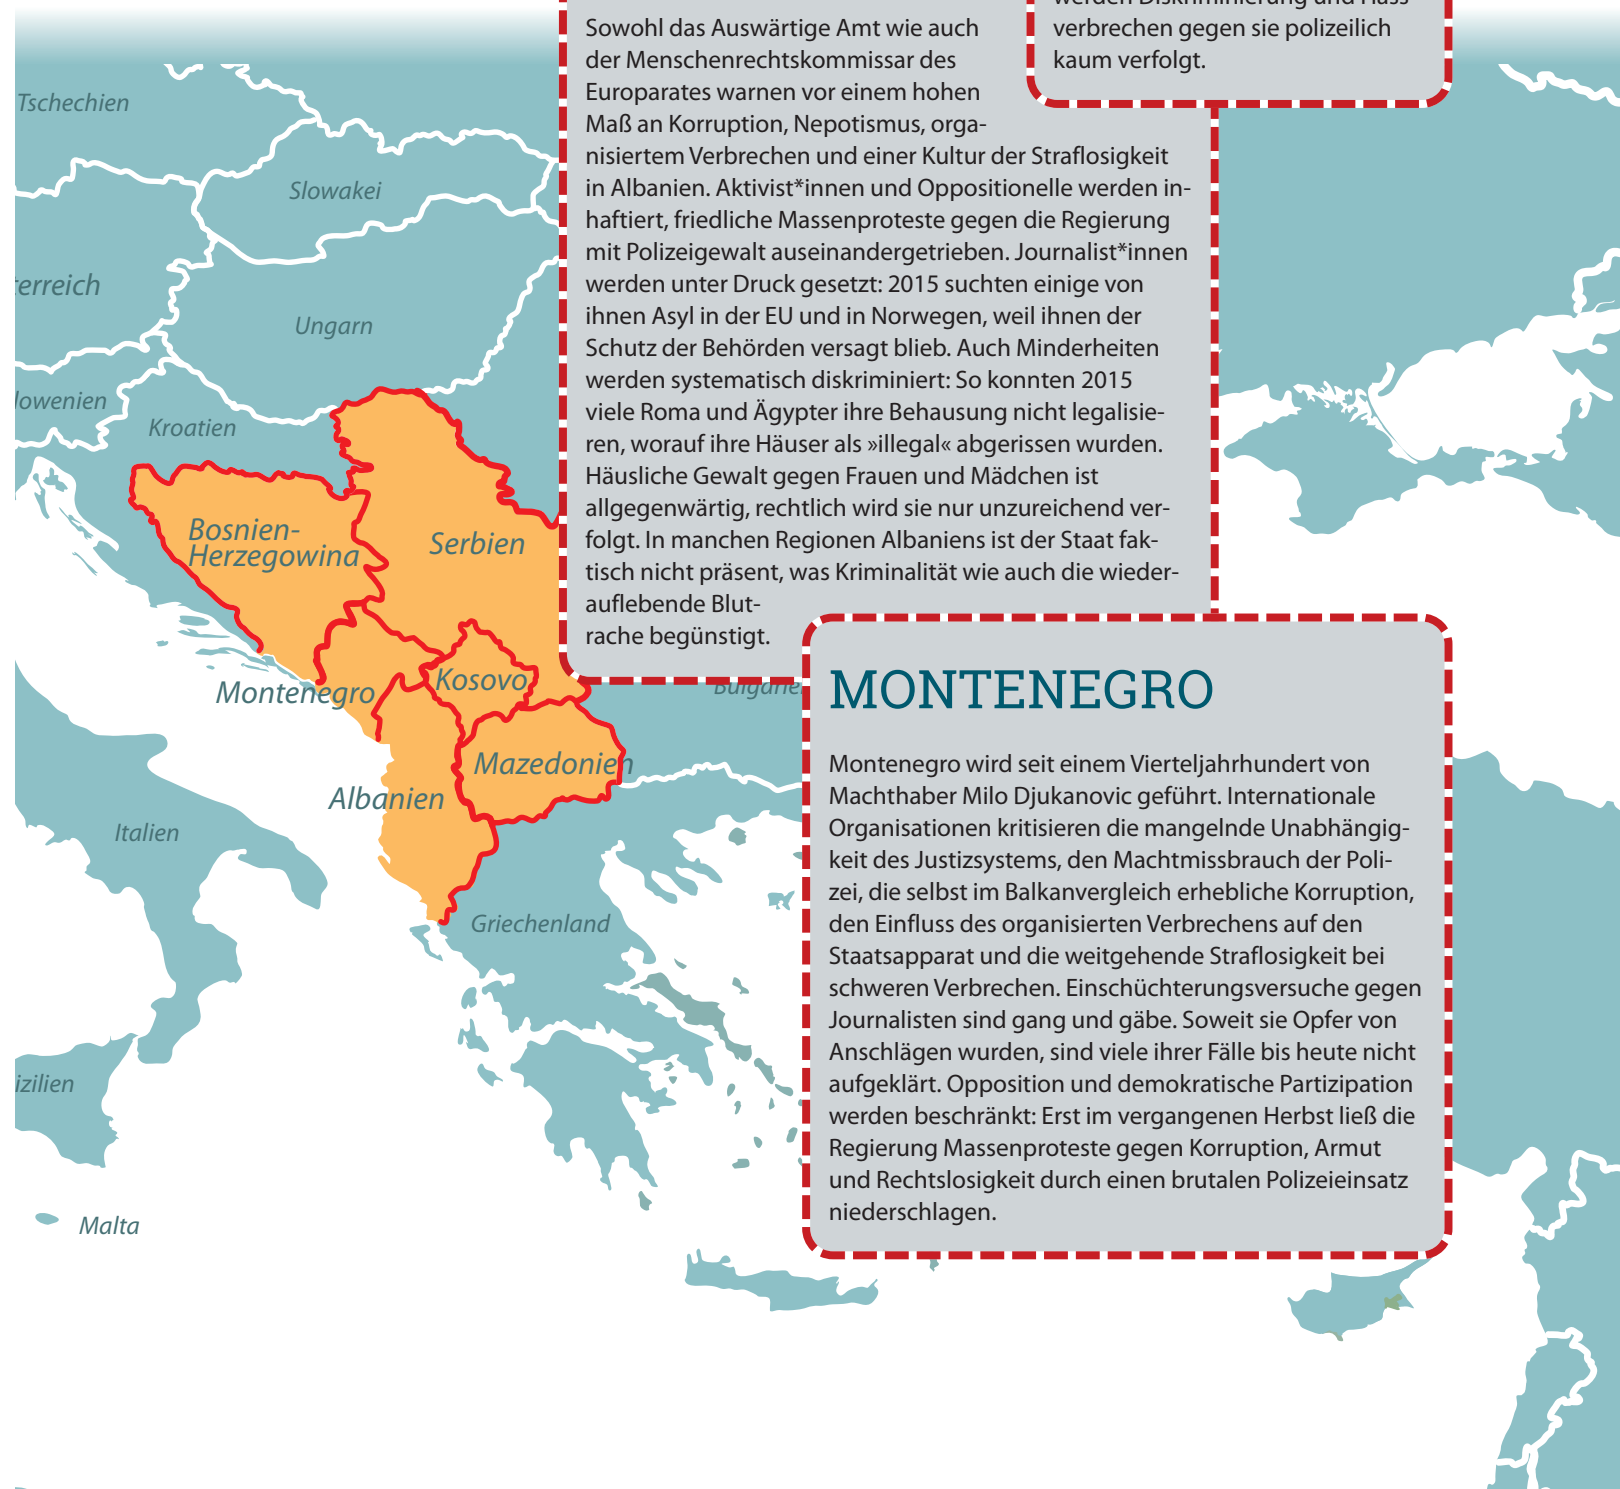 verbrechen gegen sie polizeilich
kaum verfolgt.
Sowohl das Auswärtige Amt wie auch
der Menschenrechtskommissar des
Europarates warnen vor einem hohen
Maß an Korruption, Nepotismus, orga-
nisiertem Verbrechen und einer Kultur der Straflosigkeit
in Albanien. Aktivist*innen und Oppositionelle werden in-
haftiert, friedliche Massenproteste gegen die Regierung
mit Polizeigewalt auseinandergetrieben. Journalist*innen
werden unter Druck gesetzt: 2015 suchten einige von
ihnen Asyl in der EU und in Norwegen, weil ihnen der
Schutz der Behörden versagt blieb. Auch Minderheiten
werden systematisch diskriminiert: So konnten 2015
viele Roma und Ägypter ihre Behausung nicht legalisie-
ren, worauf ihre Häuser als »illegal« abgerissen wurden.
Häusliche Gewalt gegen Frauen und Mädchen ist
allgegenwärtig, rechtlich wird sie nur unzureichend ver-
folgt. In manchen Regionen Albaniens ist der Staat fak-
tisch nicht präsent, was Kriminalität wie auch die wieder-
auflebende Blut-
rache begünstigt.
MONTENEGRO
Montenegro wird seit einem Vierteljahrhundert von
Machthaber Milo Djukanovic geführt. Internationale
Organisationen kritisieren die mangelnde Unabhängig-
keit des Justizsystems, den Machtmissbrauch der Poli-
zei, die selbst im Balkanvergleich erhebliche Korruption,
den Einfluss des organisierten Verbrechens auf den
Staatsapparat und die weitgehende Straflosigkeit bei
schweren Verbrechen. Einschüchterungsversuche gegen
Journalisten sind gang und gäbe. Soweit sie Opfer von
Anschlägen wurden, sind viele ihrer Fälle bis heute nicht
aufgeklärt. Opposition und demokratische Partizipation
werden beschränkt: Erst im vergangenen Herbst ließ die
Regierung Massenproteste gegen Korruption, Armut
und Rechtslosigkeit durch einen brutalen Polizeieinsatz
niederschlagen.
Tschechien
Slowakei
erreich
Ungarn
lowenien
Kroatien
Bosnien-
Herzegowina
Serbien
Montenegro
Kosovo
Mazedonien
Albanien
Italien
Griechenland
izilien
Malta